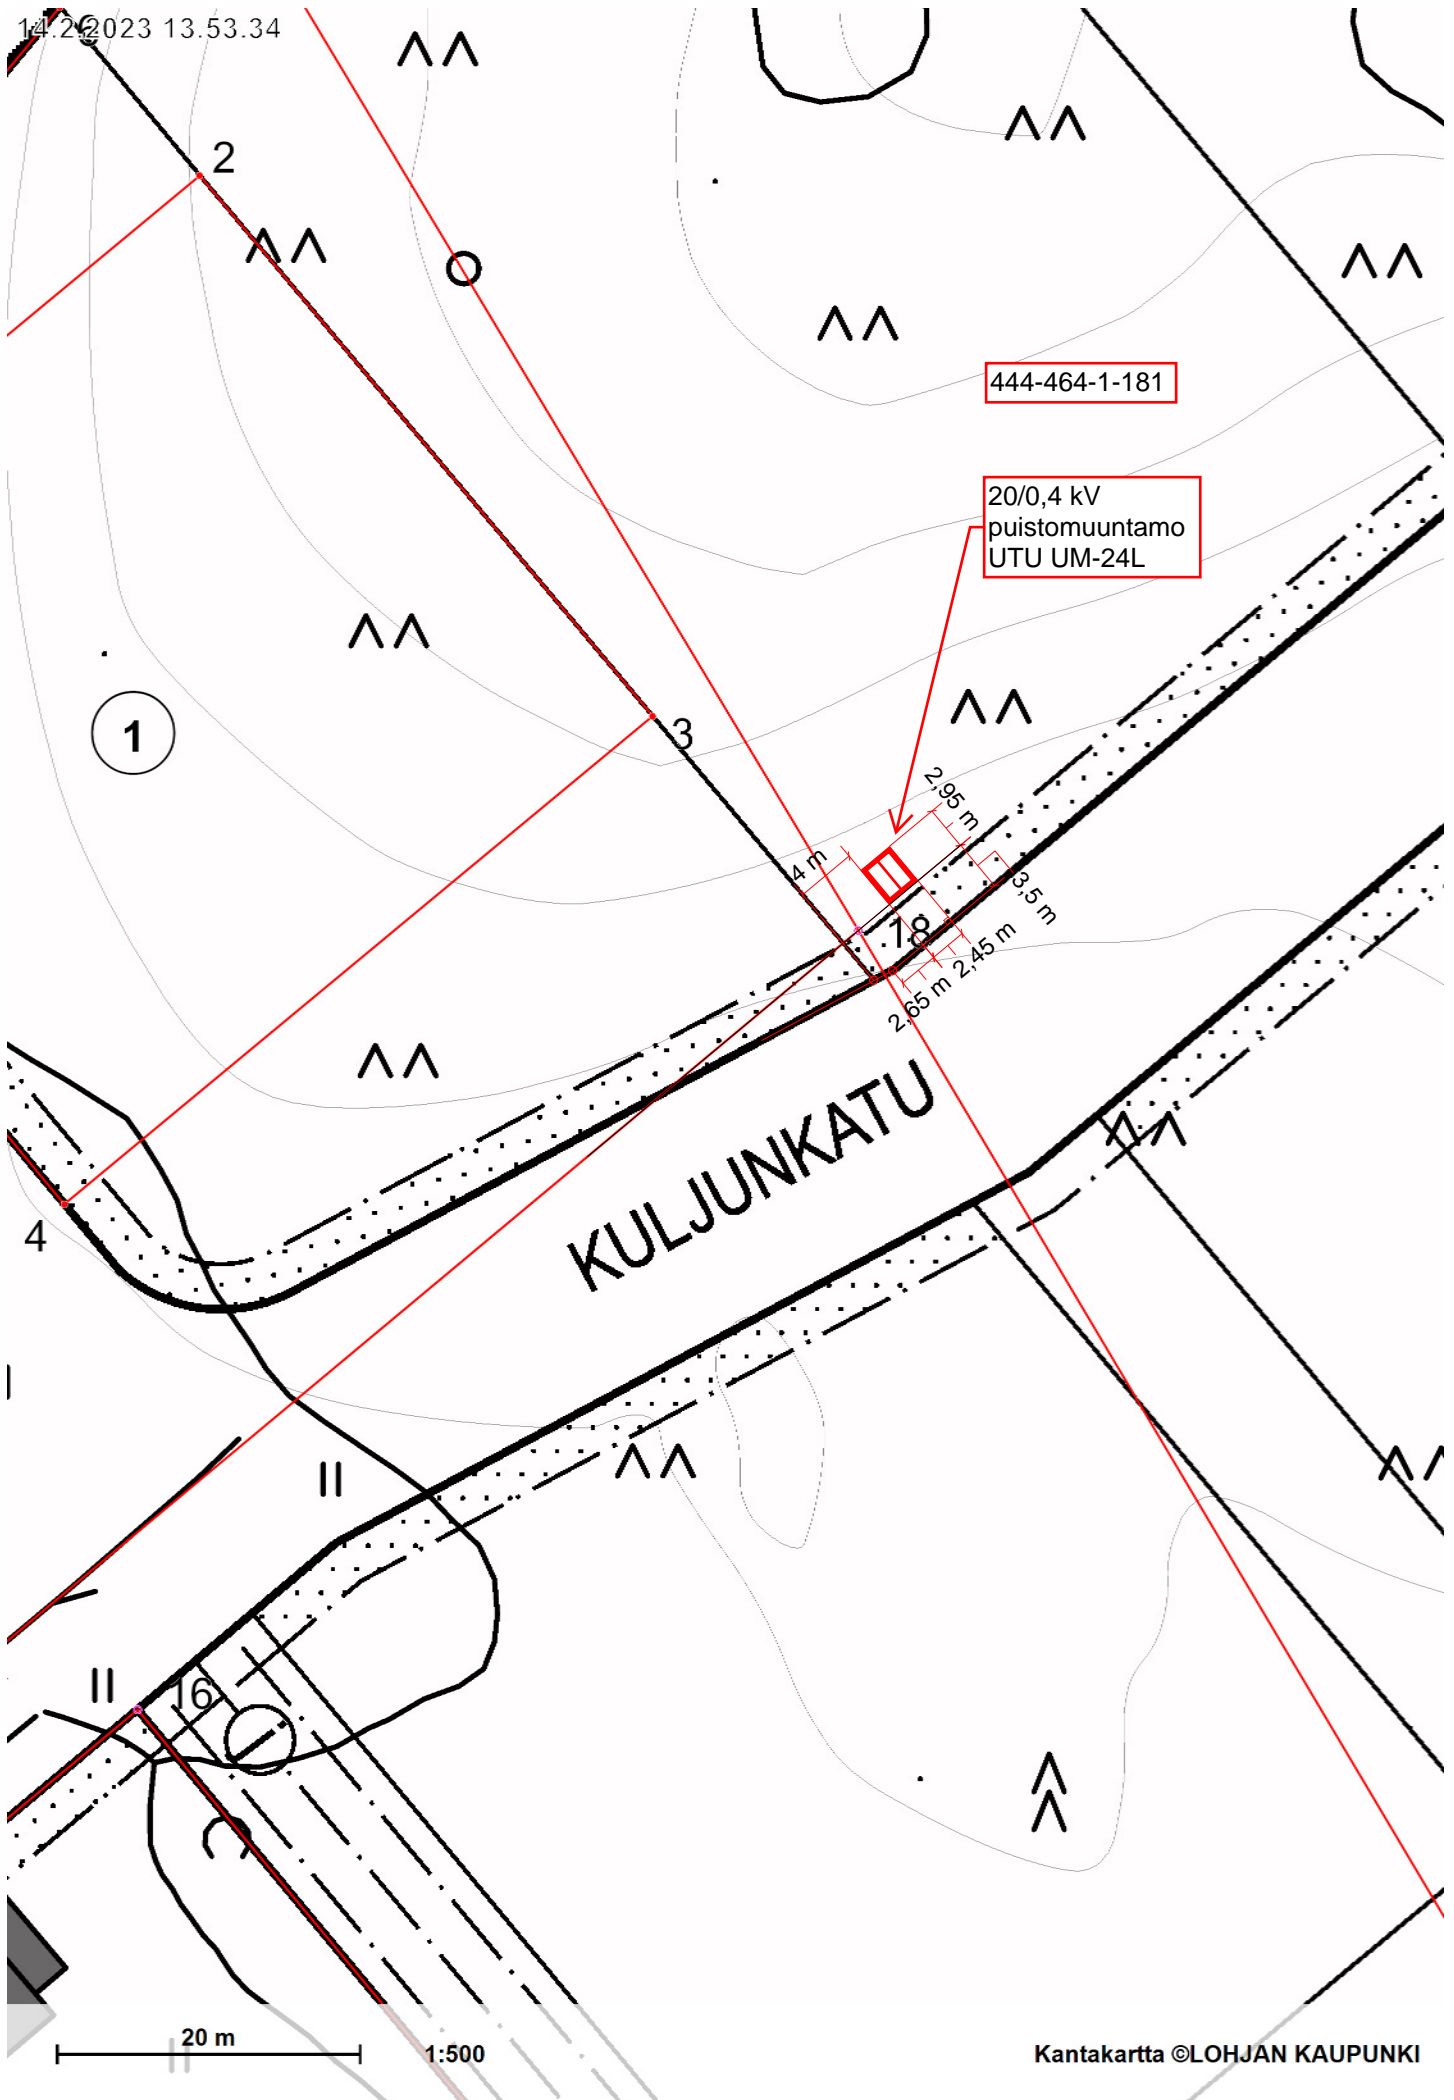 14.2.2023 13.53.34
6
2
444-464-1-181
20/0,4 kV
puistomuuntamo
UTU UM-24L
1
3
2,95 m
4 m
3,5 m
18
2,45 m
2,65 m
KULJUNKATU
4
16
20 m
1:500
Kantakartta ©LOHJAN KAUPUNKI